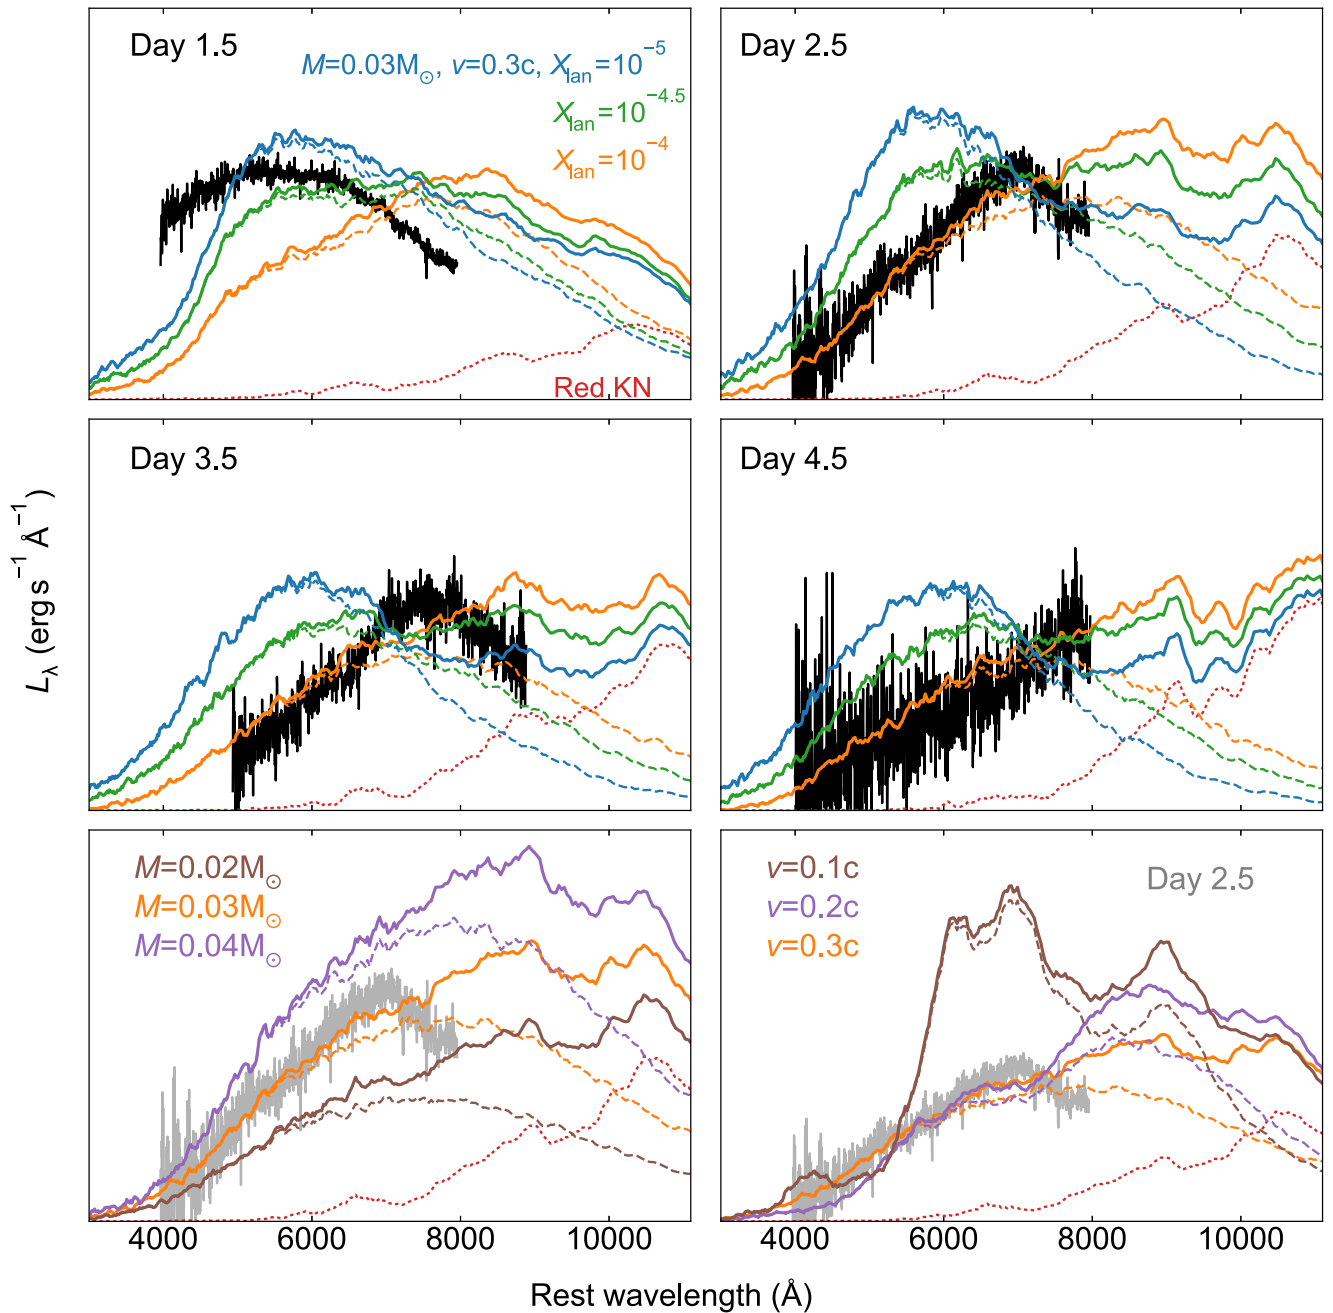 Day 1.5
M=0.03M⊙, v=0.3c, Xlan=10⁻⁵
Xlan=10⁻⁴·⁵
Xlan=10⁻⁴
Red KN
Day 2.5
Day 3.5
Day 4.5
Lλ (erg s⁻¹ Å⁻¹)
M=0.02M⊙
M=0.03M⊙
M=0.04M⊙
v=0.1c
v=0.2c
v=0.3c
Day 2.5
4000 6000 8000 10000
4000 6000 8000 10000
Rest wavelength (Å)